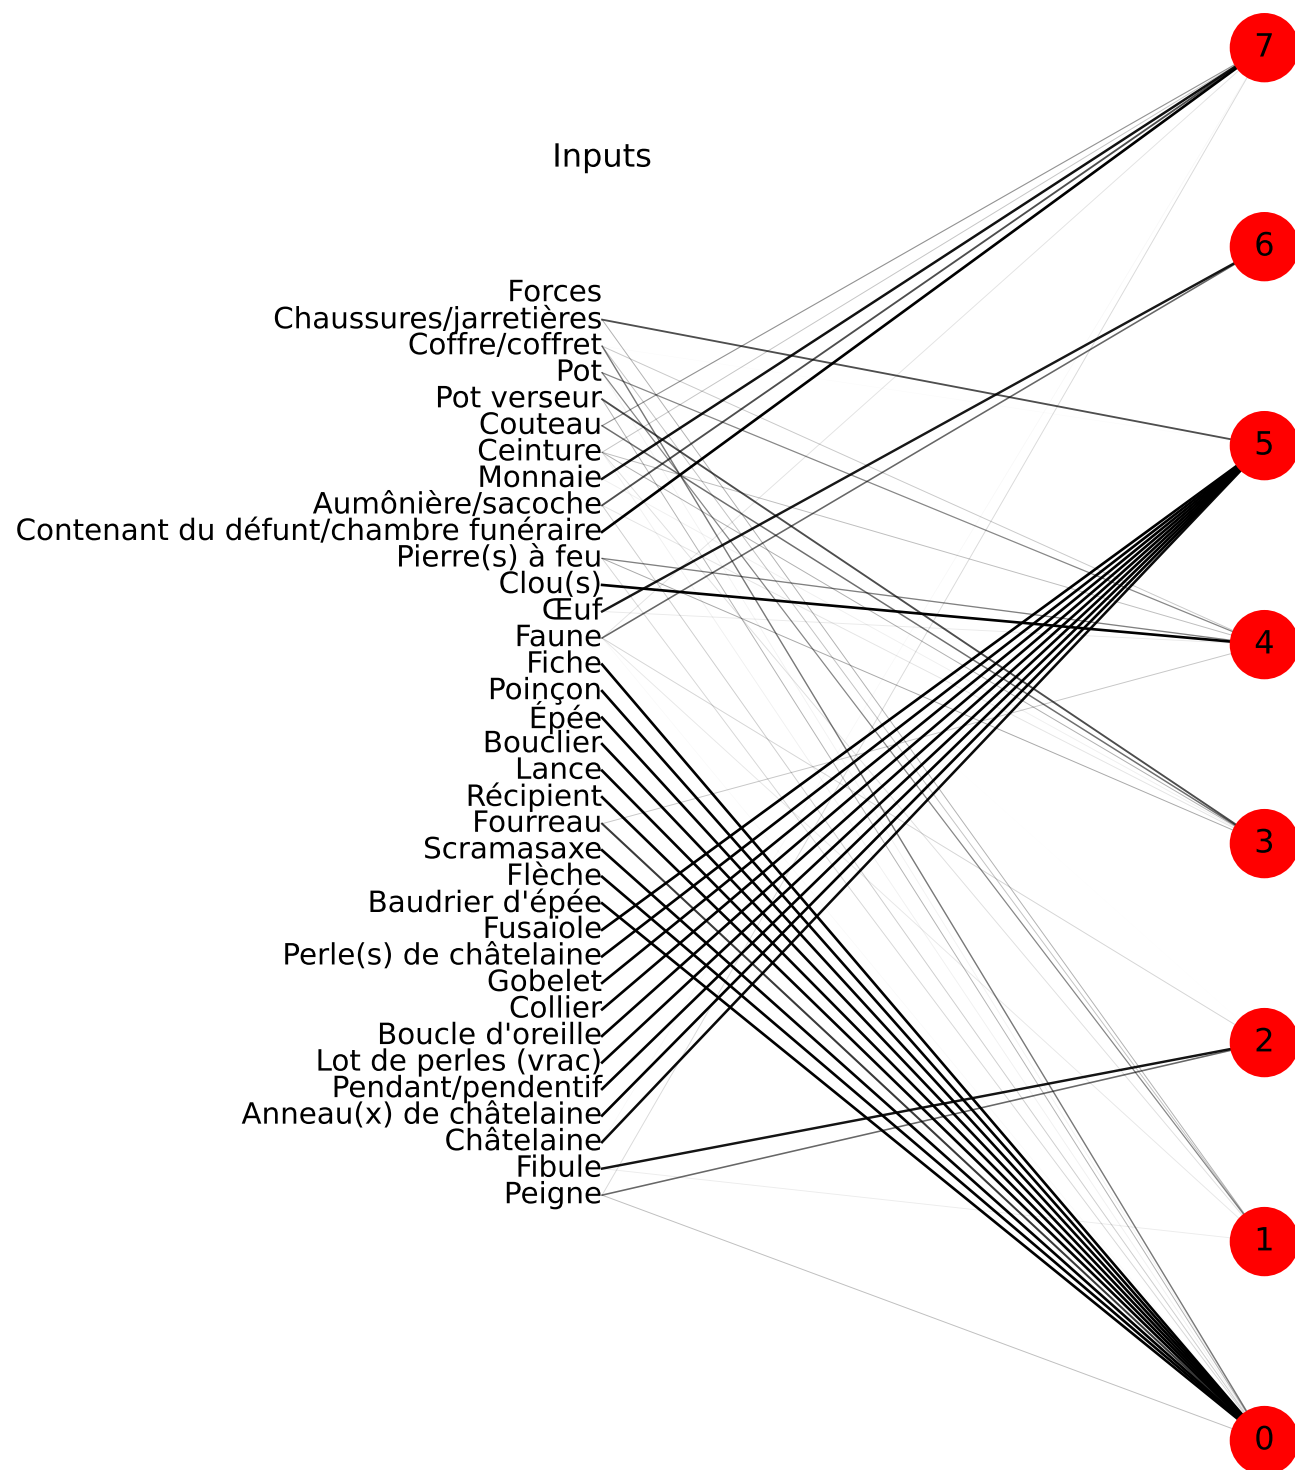 7
Inputs
6
Forces
Chaussures/jarretières
Coffre/coffret
Pot
Pot verseur
Couteau
5
Ceinture
Monnaie
Aumônière/sacoche
Contenant du défunt/chambre funéraire
Pierre(s) à feu
Clou(s)
Œuf
Faune
4
Fiche
Poinçon
Épée
Bouclier
Lance
Récipient
Fourreau
3
Scramasaxe
Flèche
Baudrier d'épée
Fusaïole
Perle(s) de châtelaine
Gobelet
Collier
Boucle d'oreille
2
Lot de perles (vrac)
Pendant/pendentif
Anneau(x) de châtelaine
Châtelaine
Fibule
Peigne
1
0